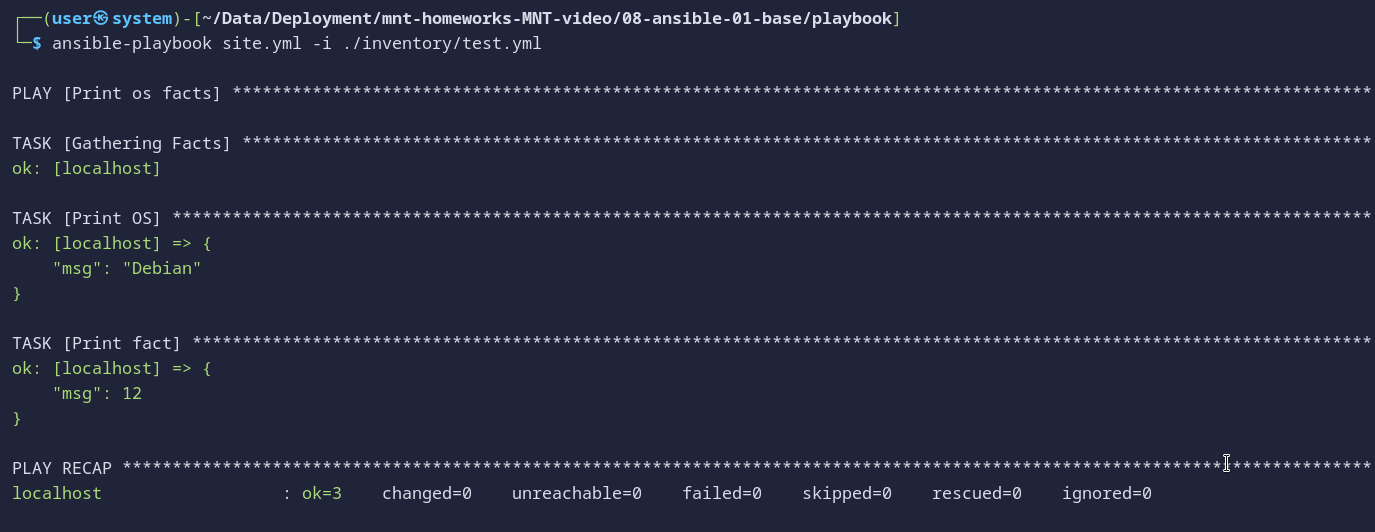 ┌──(user㉿system)-[~/Data/Deployment/mnt-homeworks-MNT-video/08-ansible-01-base/playbook]
└─$ ansible-playbook site.yml -i ./inventory/test.yml
PLAY [Print os facts] ******************************************************************************************************************
TASK [Gathering Facts] *****************************************************************************************************************
ok: [localhost]
TASK [Print OS] ************************************************************************************************************************
ok: [localhost] => {
    "msg": "Debian"
}
TASK [Print fact] **********************************************************************************************************************
ok: [localhost] => {
    "msg": 12
}
PLAY RECAP *****************************************************************************************************************************
localhost                  : ok=3    changed=0    unreachable=0    failed=0    skipped=0    rescued=0    ignored=0